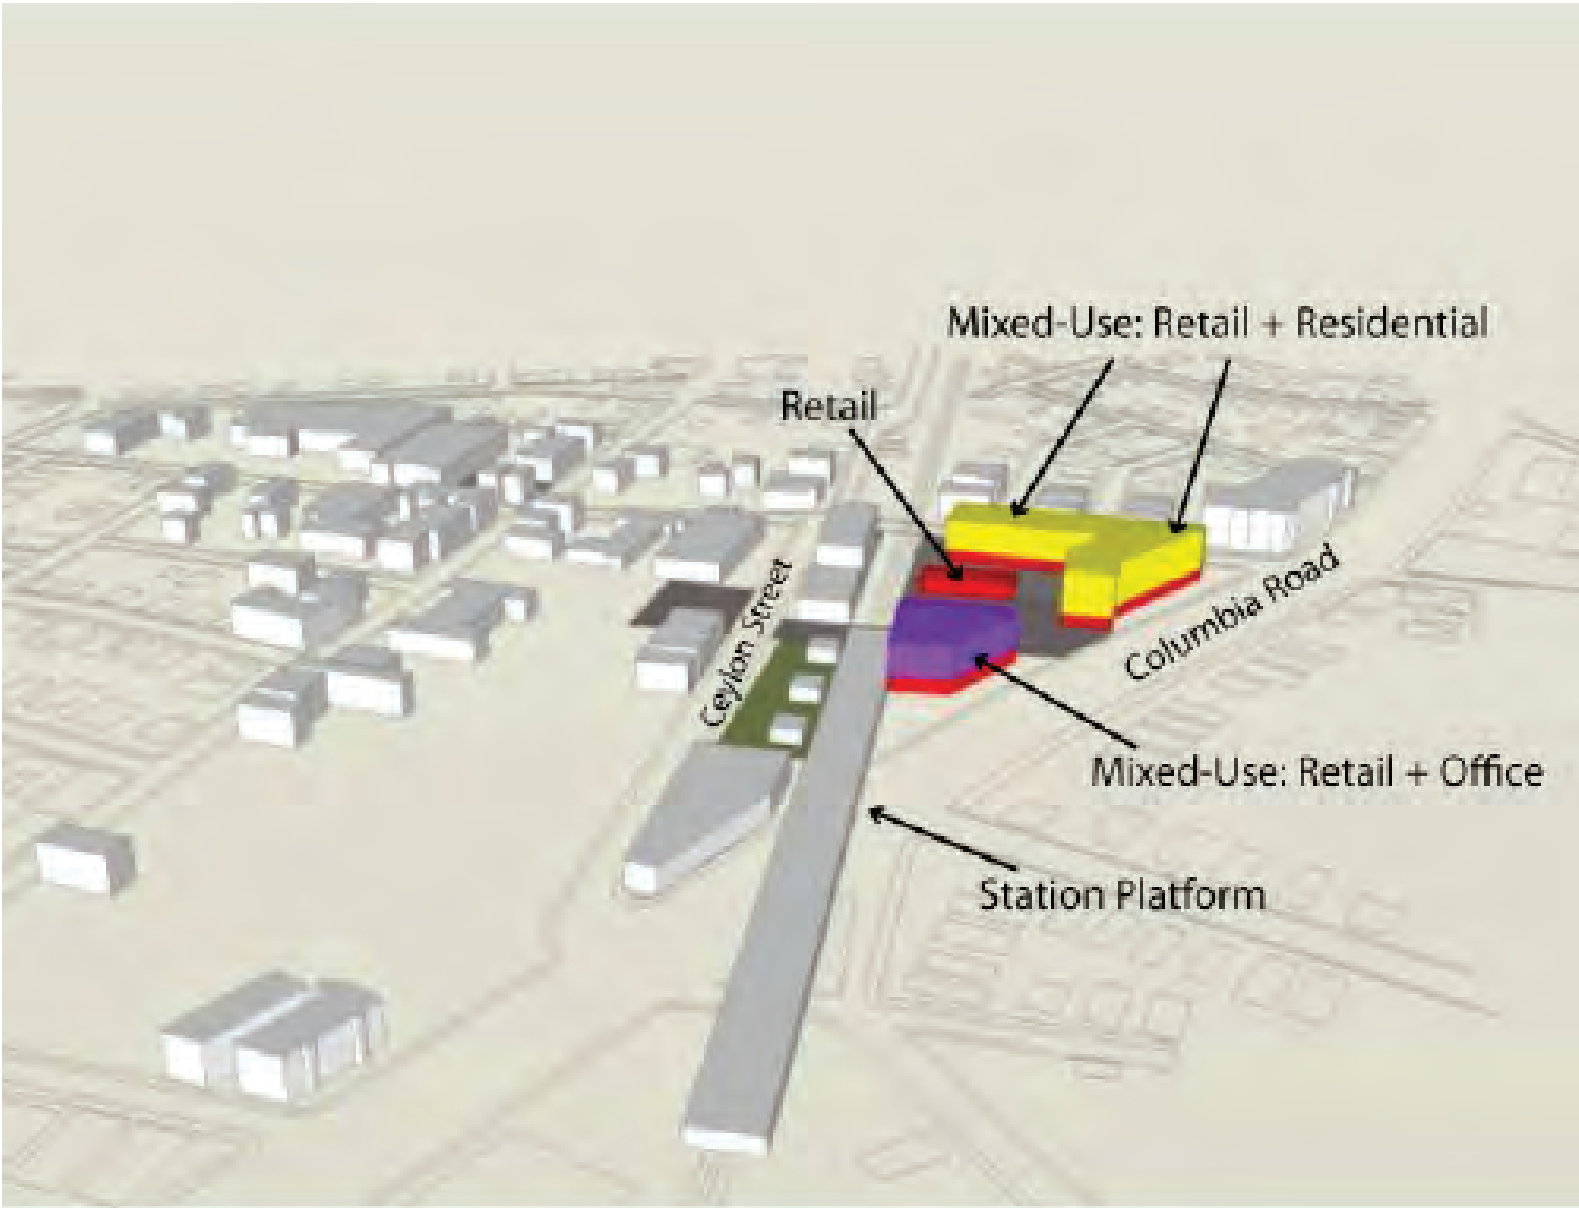 Mixed-Use: Retail + Residential
Retail
Ceylon Street
Columbia Road
Mixed-Use: Retail + Office
Station Platform